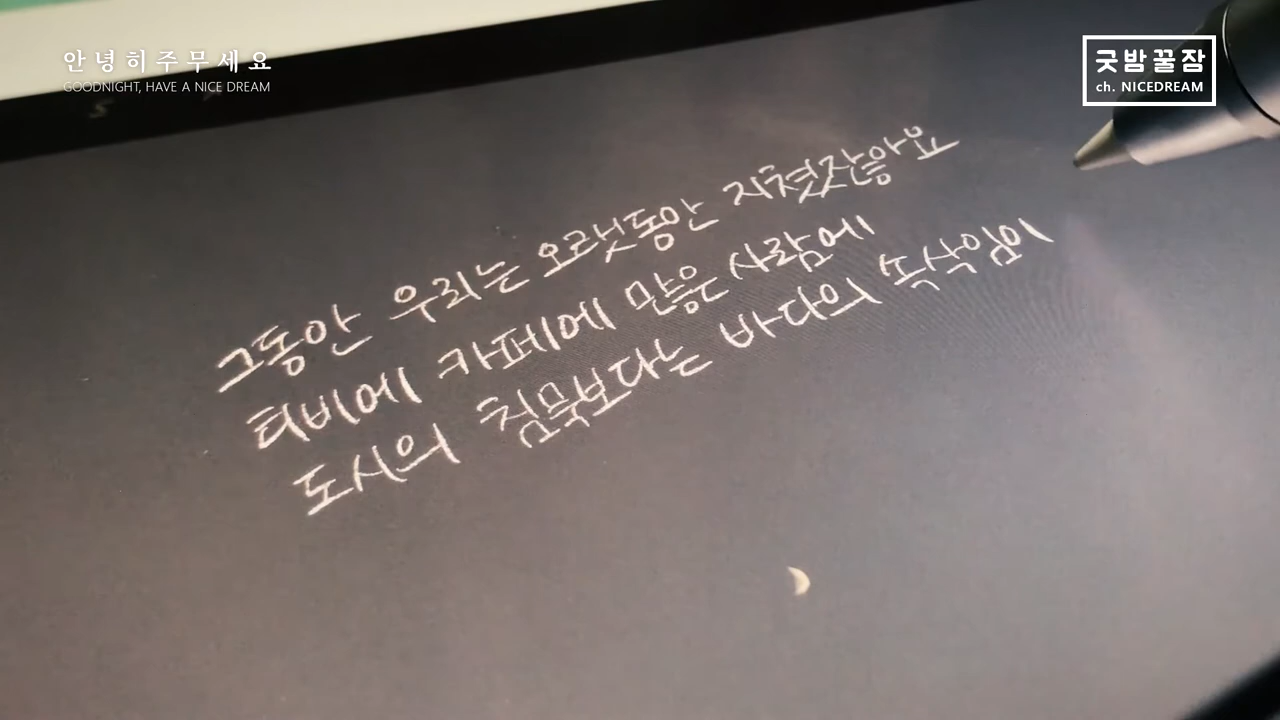 안녕히주무세요
GOODNIGHT, HAVE A NICE DREAM
굿밤꿀잠
ch. NICEDREAM
그동안 우리는 오랫동안 지쳤잖아요
티비에 카페에 많은 사람에
도시의 침묵보다는 바다의 속삭임이